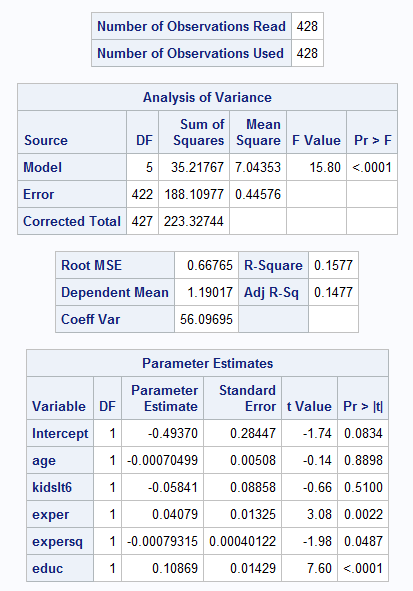 Number of Observations Read 428
Number of Observations Used 428
Analysis of Variance
Source DF Sum of Squares Mean Square F Value Pr > F
Model 5 35.21767 7.04353 15.80 <.0001
Error 422 188.10977 0.44576
Corrected Total 427 223.32744
Root MSE 0.66765 R-Square 0.1577
Dependent Mean 1.19017 Adj R-Sq 0.1477
Coeff Var 56.09695
Parameter Estimates
Variable DF Parameter Estimate Standard Error t Value Pr > |t|
Intercept 1 -0.49370 0.28447 -1.74 0.0834
age 1 -0.00070499 0.00508 -0.14 0.8898
kidslt6 1 -0.05841 0.08858 -0.66 0.5100
exper 1 0.04079 0.01325 3.08 0.0022
expersq 1 -0.00079315 0.00040122 -1.98 0.0487
educ 1 0.10869 0.01429 7.60 <.0001